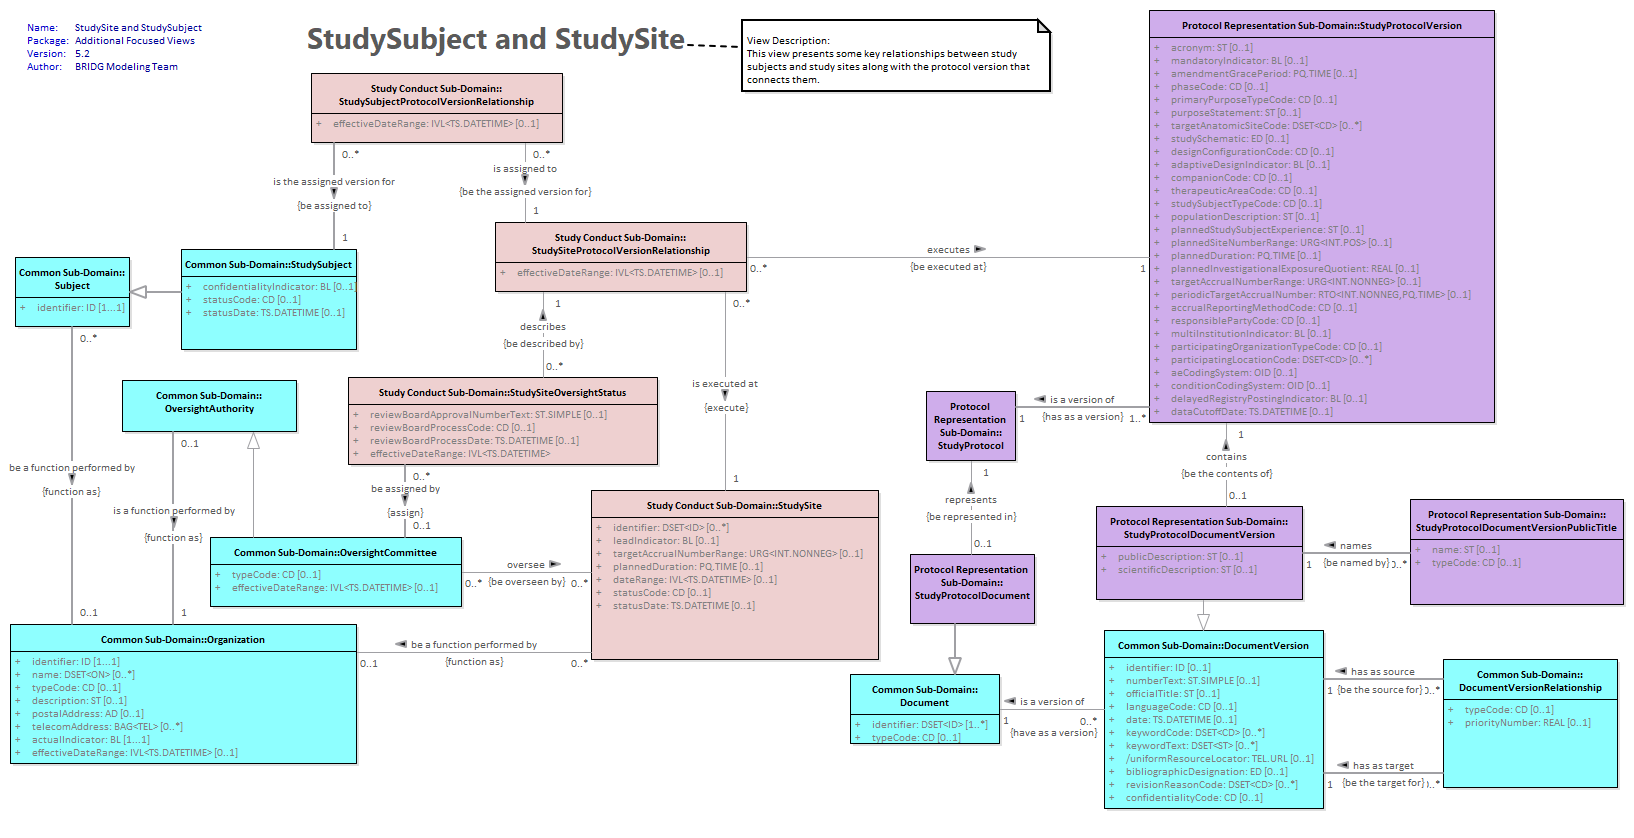 Name: StudySite and StudySubject
Package: Additional Focused Views
Version: 5.2
Author: BRIDG Modeling Team
StudySubject and StudySite
View Description:
This view presents some key relationships between study
subjects and study sites along with the protocol version that
connects them.
Study Conduct Sub-Domain::
StudySubjectProtocolVersionRelationship
+ effectiveDateRange: IVL<TS.DATETIME> [0..1]
0..*
is the assigned version for
{be assigned to}
1
0..*
is assigned to
{be the assigned version for}
1
Study Conduct Sub-Domain::
StudySiteProtocolVersionRelationship
+ effectiveDateRange: IVL<TS.DATETIME> [0..1]
executes
{be executed at}
0..*
1
Protocol Representation Sub-Domain::StudyProtocolVersion
+ acronym: ST [0..1]
+ mandatoryIndicator: BL [0..1]
+ amendmentGracePeriod: PQ.TIME [0..1]
+ phaseCode: CD [0..1]
+ primaryPurposeTypeCode: CD [0..1]
+ purposeStatement: ST [0..1]
+ targetAnatomicSiteCode: DSET<CD> [0..*]
+ studySchematic: ED [0..1]
+ designConfigurationCode: CD [0..1]
+ adaptiveDesignIndicator: BL [0..1]
+ companionCode: CD [0..1]
+ therapeuticAreaCode: CD [0..1]
+ studySubjectTypeCode: CD [0..1]
+ populationDescription: ST [0..1]
+ plannedStudySubjectExperience: ST [0..1]
+ plannedSiteNumberRange: URG<INT.POS> [0..1]
+ plannedDuration: PQ.TIME [0..1]
+ plannedInvestigationalExposureQuotient: REAL [0..1]
+ targetAccrualNumberRange: URG<INT.NONNEG> [0..1]
+ periodicTargetAccrualNumber: RTO<INT.NONNEG,PQ.TIME> [0..1]
+ accrualReportingMethodCode: CD [0..1]
+ responsiblePartyCode: CD [0..1]
+ multiInstitutionIndicator: BL [0..1]
+ participatingOrganizationTypeCode: CD [0..1]
+ participatingLocationCode: DSET<CD> [0..*]
+ aeCodingSystem: OID [0..1]
+ conditionCodingSystem: OID [0..1]
+ delayedRegistryPostingIndicator: BL [0..1]
+ dataCutoffDate: TS.DATETIME [0..1]
Common Sub-Domain::
Subject
+ identifier: ID [1...1]
Common Sub-Domain::StudySubject
+ confidentialityIndicator: BL [0..1]
+ statusCode: CD [0..1]
+ statusDate: TS.DATETIME [0..1]
0..*
be a function performed by
{function as}
0..1
1
describes
{be described by}
0..*
0..*
is executed at
{execute}
1
Common Sub-Domain::
OversightAuthority
0..1
is a function performed by
{function as}
1
Study Conduct Sub-Domain::StudySiteOversightStatus
+ reviewBoardApprovalNumberText: ST.SIMPLE [0..1]
+ reviewBoardProcessCode: CD [0..1]
+ reviewBoardProcessDate: TS.DATETIME [0..1]
+ effectiveDateRange: IVL<TS.DATETIME>
0..*
be assigned by
{assign}
0..1
Common Sub-Domain::OversightCommittee
+ typeCode: CD [0..1]
+ effectiveDateRange: IVL<TS.DATETIME> [0..1]
oversee
0..* {be overseen by} 0..*
Study Conduct Sub-Domain::StudySite
+ identifier: DSET<ID> [0..*]
+ leadIndicator: BL [0..1]
+ targetAccrualNumberRange: URG<INT.NONNEG> [0..1]
+ plannedDuration: PQ.TIME [0..1]
+ dateRange: IVL<TS.DATETIME> [0..1]
+ statusCode: CD [0..1]
+ statusDate: TS.DATETIME [0..1]
be a function performed by
0..1 {function as} 0..*
Common Sub-Domain::Organization
+ identifier: ID [1...1]
+ name: DSET<ON> [0..*]
+ typeCode: CD [0..1]
+ description: ST [0..1]
+ postalAddress: AD [0..1]
+ telecomAddress: BAG<TEL> [0..*]
+ actualIndicator: BL [1...1]
+ effectiveDateRange: IVL<TS.DATETIME> [0..1]
Protocol
Representation
Sub-Domain::
StudyProtocol
is a version of
1 {has as a version} 1..*
1
represents
{be represented in}
0..1
Protocol Representation
Sub-Domain::
StudyProtocolDocument
1
contains
{be the contents of}
0..1
Protocol Representation Sub-Domain::
StudyProtocolDocumentVersion
+ publicDescription: ST [0..1]
+ scientificDescription: ST [0..1]
names
1 {be named by} 0..*
Protocol Representation Sub-Domain::
StudyProtocolDocumentVersionPublicTitle
+ name: ST [0..1]
+ typeCode: CD [0..1]
Common Sub-Domain::
Document
+ identifier: DSET<ID> [1..*]
+ typeCode: CD [0..1]
is a version of
1 0..*
{have as a version}
Common Sub-Domain::DocumentVersion
+ identifier: ID [0..1]
+ numberText: ST.SIMPLE [0..1]
+ officialTitle: ST [0..1]
+ languageCode: CD [0..1]
+ date: TS.DATETIME [0..1]
+ keywordCode: DSET<CD> [0..*]
+ keywordText: DSET<ST> [0..*]
+ /uniformResourceLocator: TEL.URL [0..1]
+ bibliographicDesignation: ED [0..1]
+ revisionReasonCode: DSET<CD> [0..*]
+ confidentialityCode: CD [0..1]
has as source
1 {be the source for} 0..*
has as target
1 {be the target for} 0..*
Common Sub-Domain::
DocumentVersionRelationship
+ typeCode: CD [0..1]
+ priorityNumber: REAL [0..1]